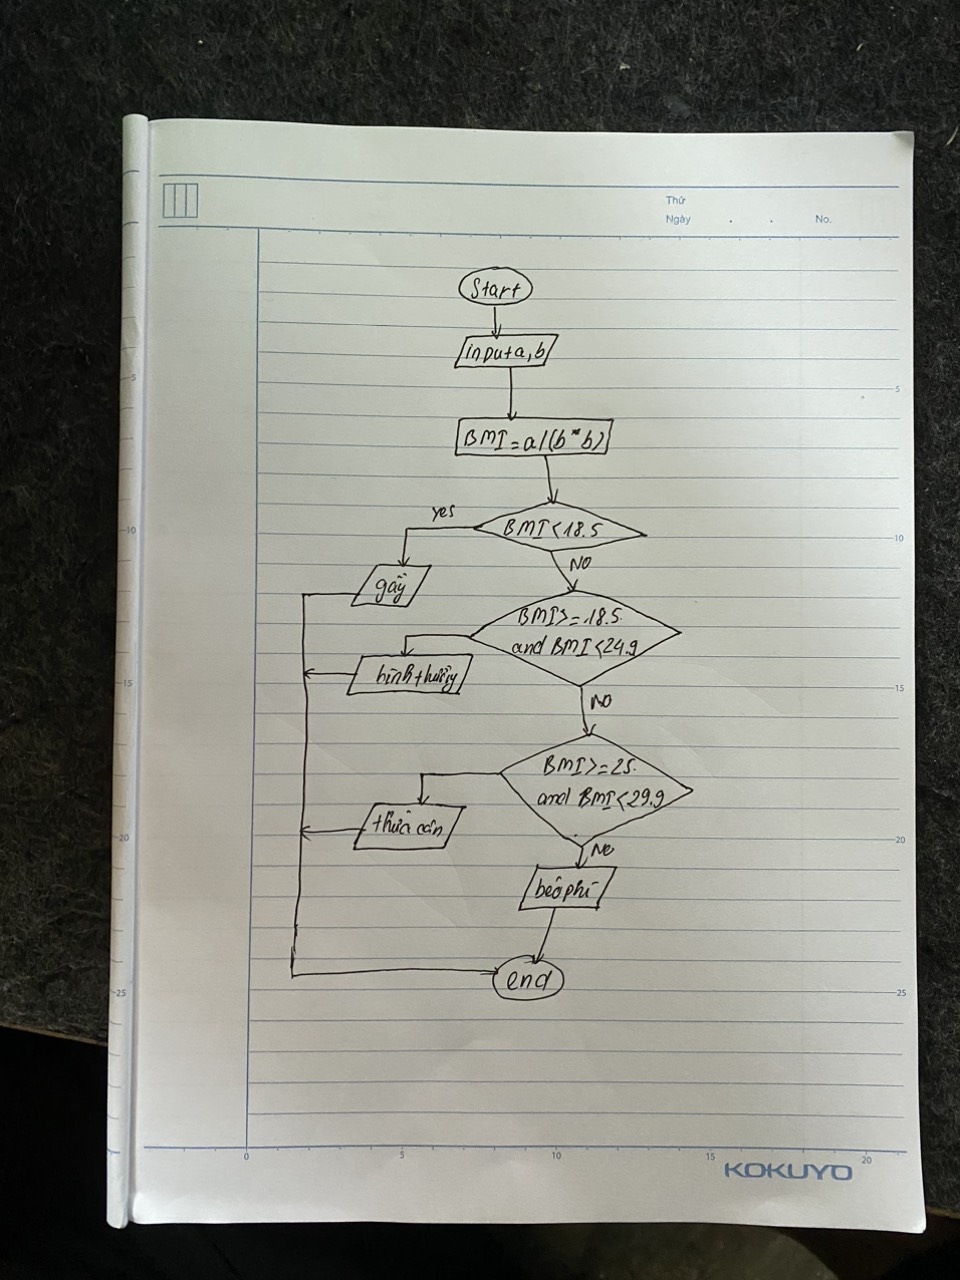 Thứ
Ngày . . No.
Start
input a, b
BMI = a / (b * b)
BMI < 18.5
yes
NO
gầy
BMI >= 18.5
and BMI < 24.9
bình thường
NO
BMI >= 25.
and BMI < 29.9
thừa cân
No
béo phì
end
5
10
15
20
25
5
10
15
20
25
0 5 10 15 20
KOKUYO